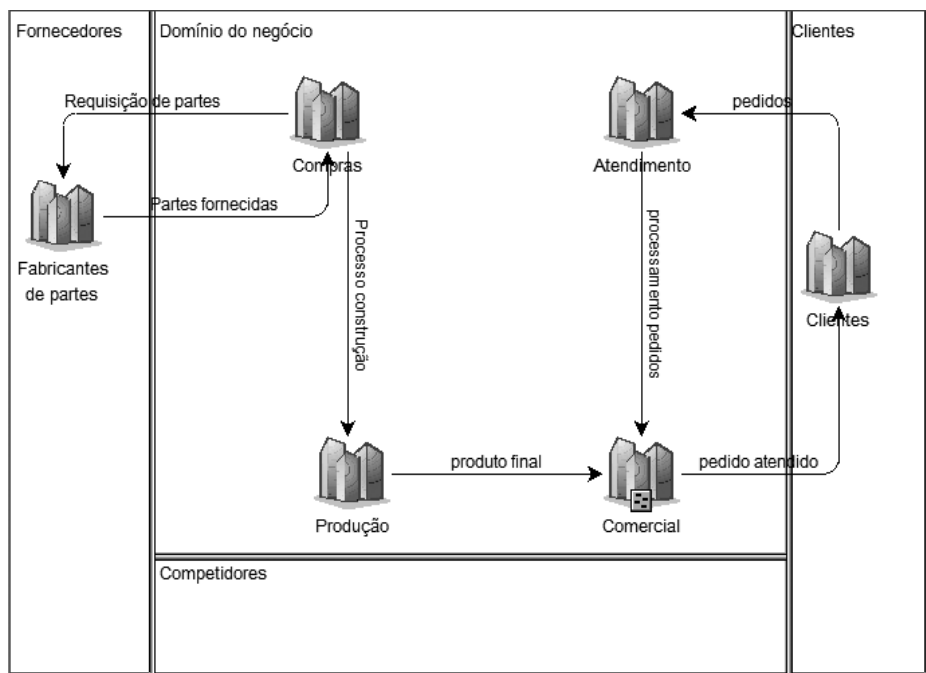 Fornecedores
Domínio do negócio
Clientes
Requisição de partes
pedidos
Compras
Atendimento
Partes fornecidas
Fabricantes
de partes
Processo construção
processamento pedidos
Clientes
produto final
pedido atendido
Produção
Comercial
Competidores